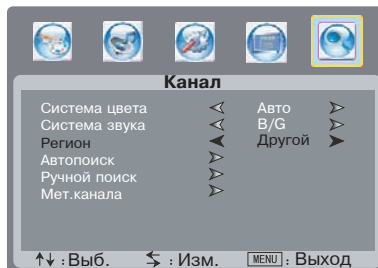 Канал
Система цвета Авто
Система звука B/G
Регион Другой
Автопоиск
Ручной поиск
Мет.канала
: Выб. : Изм. MENU : Выход